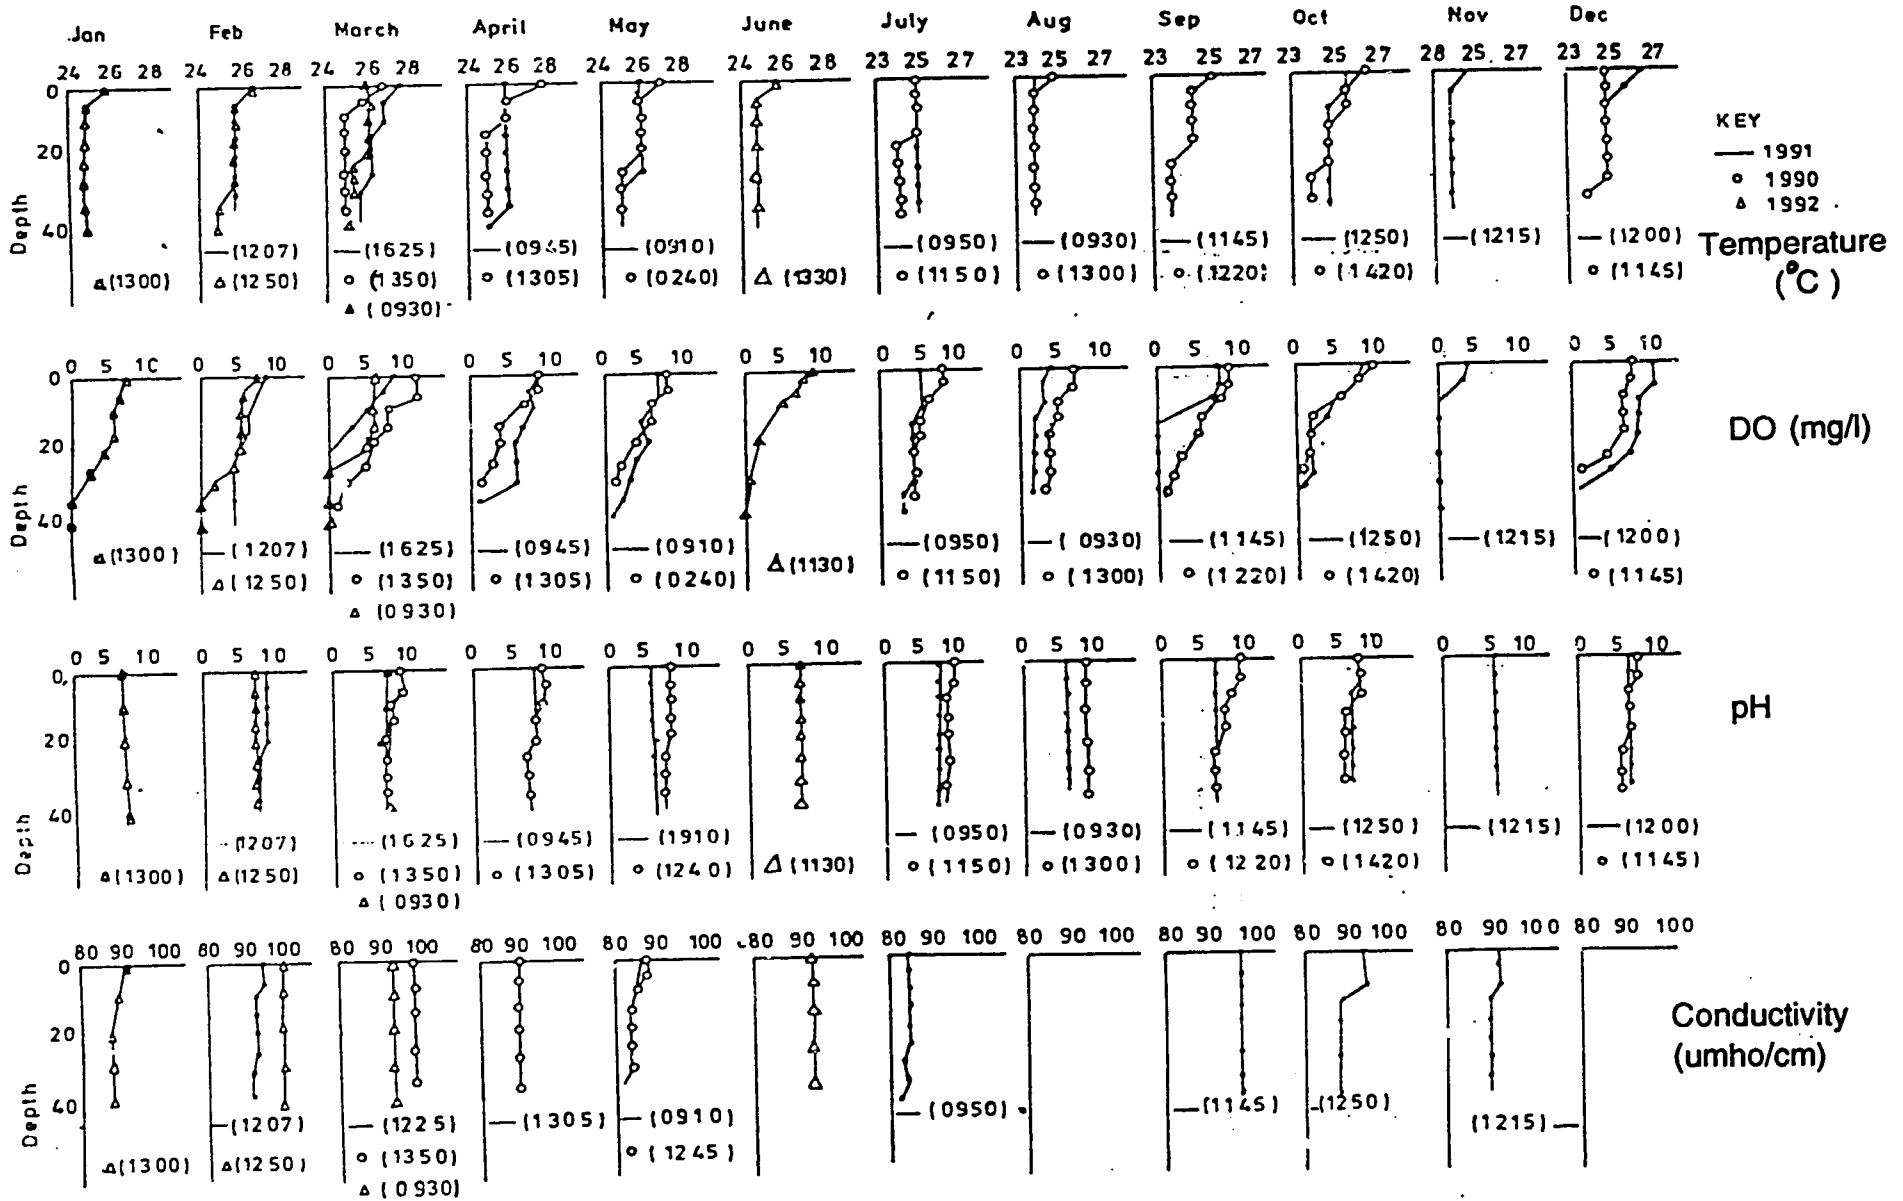 Jan Feb March April May June July Aug Sep Oct Nov Dec
24 26 28 24 26 28 24 26 28 24 26 28 24 26 28 24 26 28 23 25 27 23 25 27 23 25 27 23 25 27 28 25 27 23 25 27
0
20
40
Depth
KEY
1991
1990
1992
Temperature
(°C)
(1207) (1625) (0945) (0910) (0950) (0930) (1145) (1250) (1215) (1200)
(1300) (1250) (1350) (1305) (0240) (1330) (1150) (1300) (1220) (1420) (1145)
(0930)
0 5 10 0 5 10 0 5 10 0 5 10 0 5 10 0 5 10 0 5 10 0 5 10 0 5 10 0 5 10 0 5 10 0 5 10
0
20
40
Depth
DO (mg/l)
(1300) (1207) (1625) (0945) (0910) (1130) (0950) (0930) (1145) (1250) (1215) (1200)
(1250) (1350) (1305) (0240) (1150) (1300) (1220) (1420) (1145)
(0930)
0 5 10 0 5 10 0 5 10 0 5 10 0 5 10 0 5 10 0 5 10 0 5 10 0 5 10 0 5 10 0 5 10 0 5 10
0
20
40
Depth
pH
(1207) (1625) (0945) (1910) (0950) (0930) (1145) (1250) (1215) (1200)
(1300) (1250) (1350) (1305) (1240) (1130) (1150) (1300) (1220) (1420) (1145)
(0930)
80 90 100 80 90 100 80 90 100 80 90 100 80 90 100 80 90 100 80 90 100 80 90 100 80 90 100 80 90 100 80 90 100 80 90 100
0
20
40
Depth
Conductivity
(umho/cm)
(1207) (1225) (1305) (0910) (0950) (1145) (1250) (1215)
(1300) (1250) (1350) (1245)
(0930)